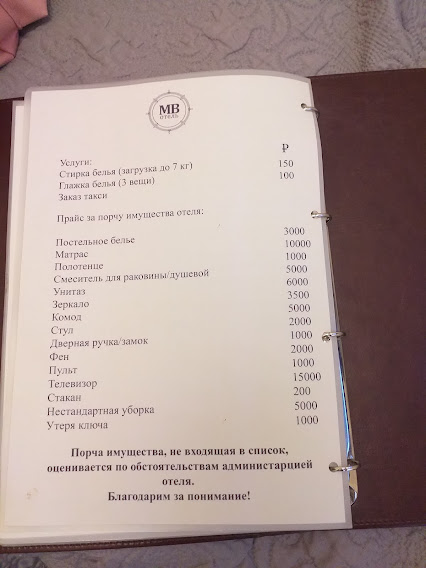 МВ
ОТЕЛЬ
₽
Услуги:
Стирка белья (загрузка до 7 кг) 150
Глажка белья (3 вещи) 100
Заказ такси
Прайс за порчу имущества отеля:
Постельное белье 3000
Матрас 10000
Полотенце 1000
Смеситель для раковины/душевой 5000
Унитаз 6000
Зеркало 3500
Комод 5000
Стул 2000
Дверная ручка/замок 1000
Фен 2000
Пульт 1000
Телевизор 15000
Стакан 200
Нестандартная уборка 5000
Утеря ключа 1000
Порча имущества, не входящая в список,
оценивается по обстоятельствам администарцией
отеля.
Благодарим за понимание!